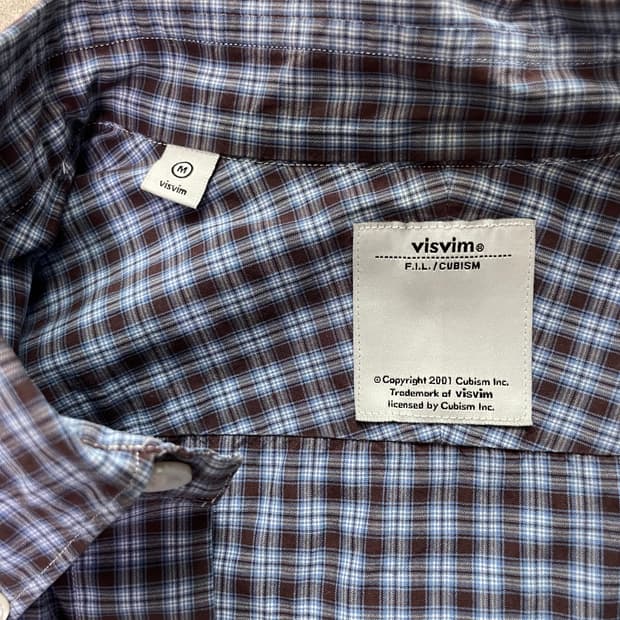 M
visvim
visvim®
F.I.L./CUBISM
©Copyright 2001 Cubism Inc.
Trademark of visvim
licensed by Cubism Inc.